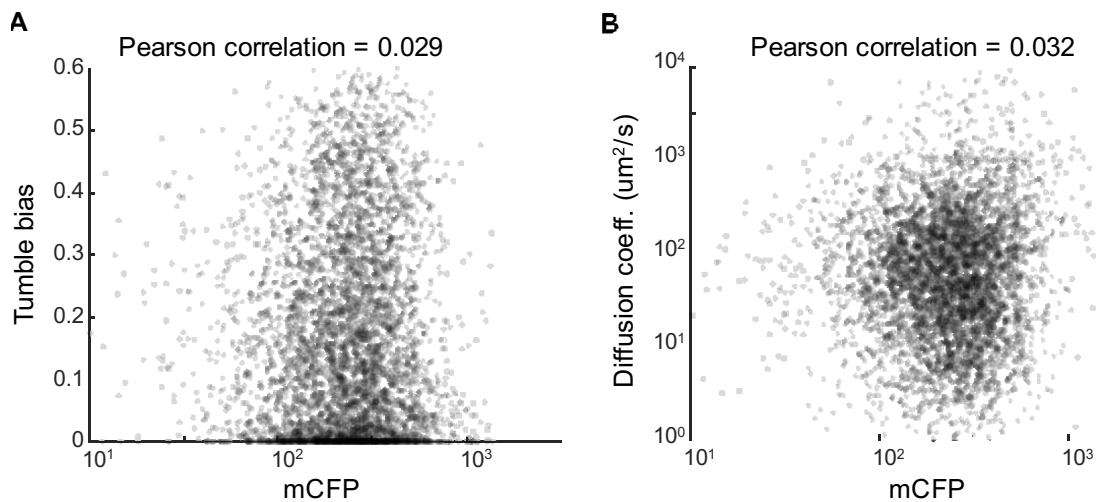 A
Pearson correlation = 0.029
0.6
0.5
0.4
0.3
0.2
0.1
0
10¹
10²
10³
Tumble bias
mCFP
B
Pearson correlation = 0.032
10⁴
10³
10²
10¹
10⁰
10¹
10²
10³
Diffusion coeff. (um²/s)
mCFP